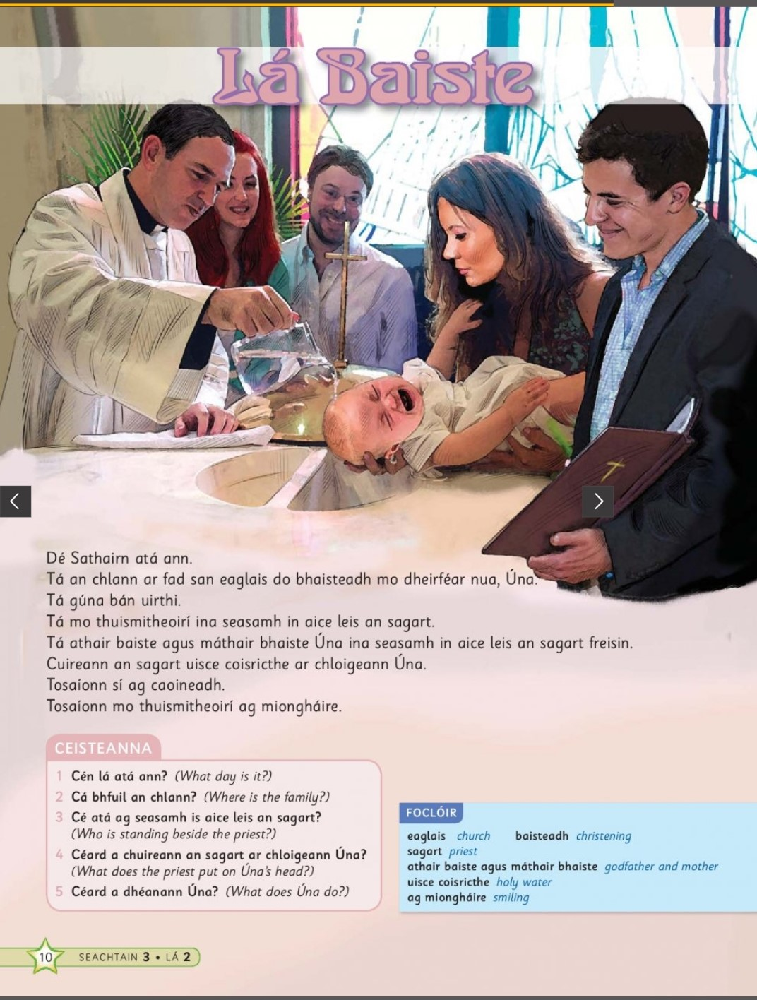 Lá Baiste
Dé Sathairn atá ann.
Tá an chlann ar fad san eaglais do bhaisteadh mo dheirféar nua, Úna.
Tá gúna bán uirthi.
Tá mo thuismitheoirí ina seasamh in aice leis an sagart.
Tá athair baiste agus máthair bhaiste Úna ina seasamh in aice leis an sagart freisin.
Cuireann an sagart uisce coisricthe ar chloigeann Úna.
Tosaíonn sí ag caoineadh.
Tosaíonn mo thuismitheoirí ag miongháire.
CEISTEANNA
1 Cén lá atá ann? (What day is it?)
2 Cá bhfuil an chlann? (Where is the family?)
3 Cé atá ag seasamh is aice leis an sagart?
(Who is standing beside the priest?)
4 Céard a chuireann an sagart ar chloigeann Úna?
(What does the priest put on Úna's head?)
5 Céard a dhéanann Úna? (What does Úna do?)
FOCLÓIR
eaglais church baisteadh christening
sagart priest
athair baiste agus máthair bhaiste godfather and mother
uisce coisricthe holy water
ag miongháire smiling
10 SEACHTAIN 3 • LÁ 2